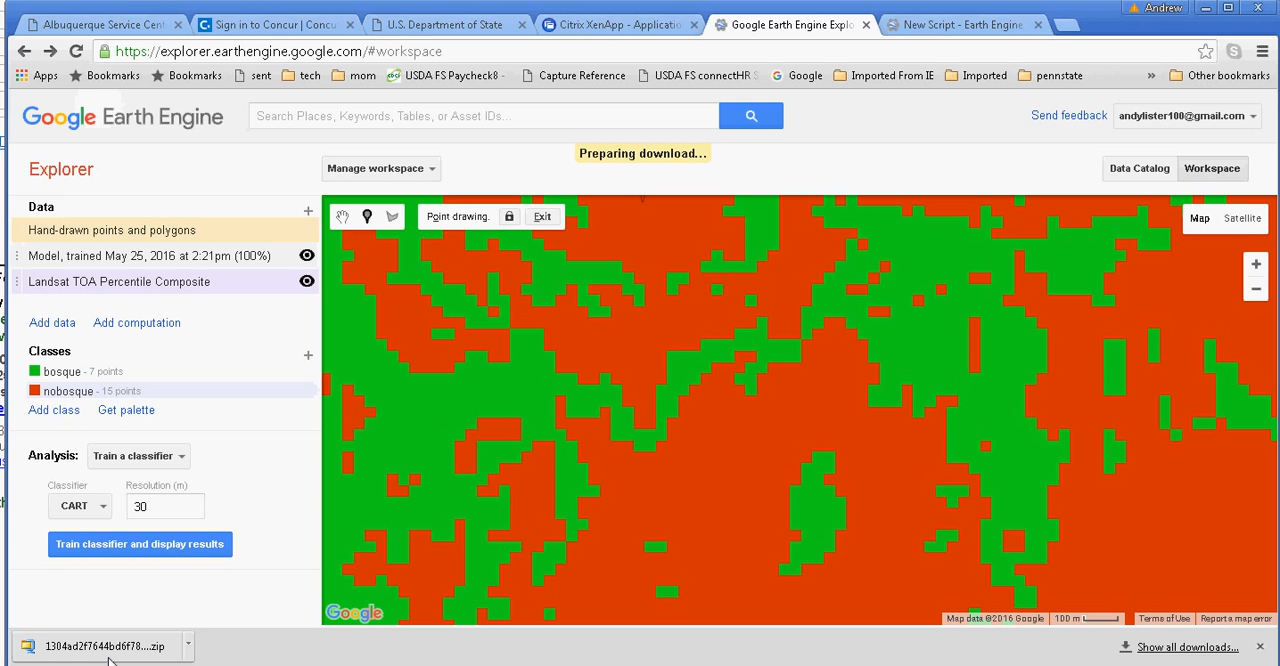 Andrew
Albuquerque Service Cent
Sign in to Concur | Concu
U.S. Department of State
Citrix XenApp - Applicatio
Google Earth Engine Explo
New Script - Earth Engine
https://explorer.earthengine.google.com/#workspace
Apps Bookmarks Bookmarks sent tech mom USDA FS Paycheck8 - Capture Reference USDA FS connectHR S Google Imported From IE Imported pennstate » Other bookmarks
Google Earth Engine
Search Places, Keywords, Tables, or Asset IDs...
Send feedback
andylister100@gmail.com
Preparing download...
Explorer
Manage workspace
Data Catalog
Workspace
Data
Hand-drawn points and polygons
Model, trained May 25, 2016 at 2:21pm (100%)
Landsat TOA Percentile Composite
Add data Add computation
Classes
bosque - 7 points
nobosque - 15 points
Add class Get palette
Analysis: Train a classifier
Classifier Resolution (m)
CART 30
Train classifier and display results
Point drawing. Exit
Map Satellite
+
−
Google
Map data ©2016 Google 100 m Terms of Use Report a map error
1304ad2f7644bd6f78....zip
Show all downloads...